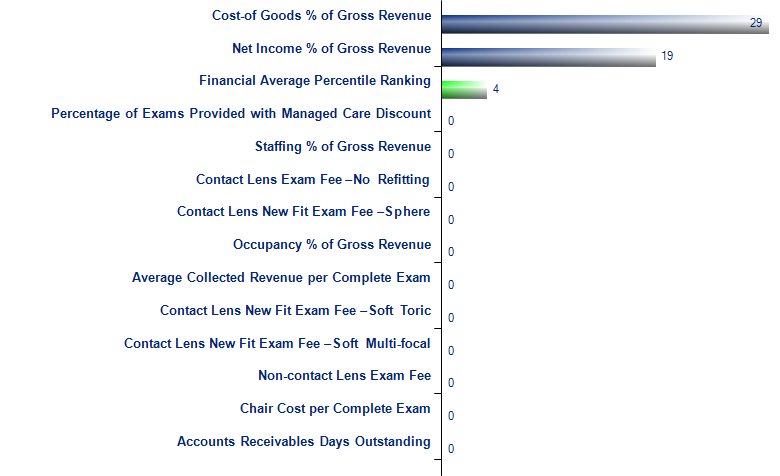 Cost-of Goods % of Gross Revenue 29
Net Income % of Gross Revenue 19
Financial Average Percentile Ranking 4
Percentage of Exams Provided with Managed Care Discount 0
Staffing % of Gross Revenue 0
Contact Lens Exam Fee –No Refitting 0
Contact Lens New Fit Exam Fee –Sphere 0
Occupancy % of Gross Revenue 0
Average Collected Revenue per Complete Exam 0
Contact Lens New Fit Exam Fee –Soft Toric 0
Contact Lens New Fit Exam Fee –Soft Multi-focal 0
Non-contact Lens Exam Fee 0
Chair Cost per Complete Exam 0
Accounts Receivables Days Outstanding 0